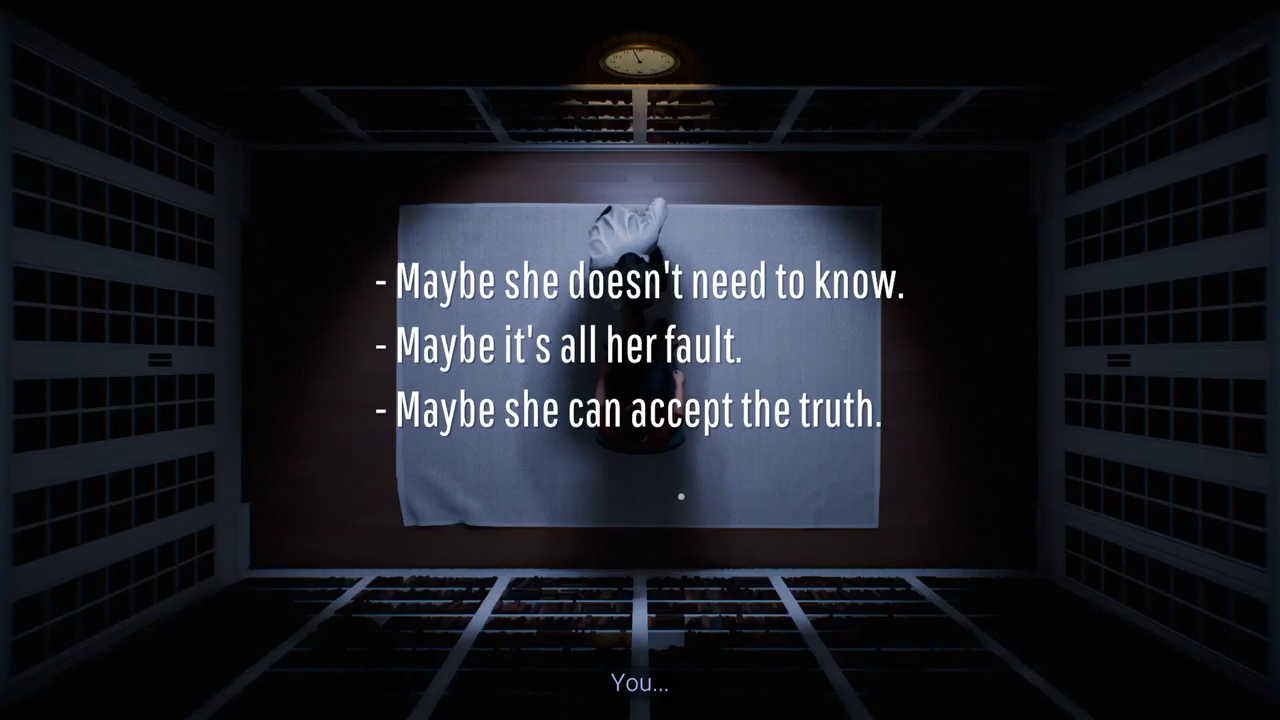 - Maybe she doesn't need to know.
- Maybe it's all her fault.
- Maybe she can accept the truth.
You...